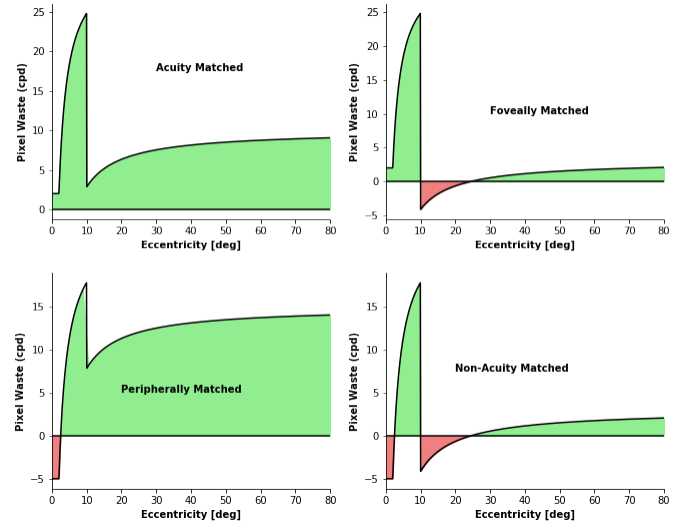 Acuity Matched
Pixel Waste (cpd)
25
20
15
10
5
0
0 10 20 30 40 50 60 70 80
Eccentricity [deg]
Foveally Matched
Pixel Waste (cpd)
25
20
15
10
5
0
−5
0 10 20 30 40 50 60 70 80
Eccentricity [deg]
Peripherally Matched
Pixel Waste (cpd)
15
10
5
0
−5
0 10 20 30 40 50 60 70 80
Eccentricity [deg]
Non-Acuity Matched
Pixel Waste (cpd)
15
10
5
0
−5
0 10 20 30 40 50 60 70 80
Eccentricity [deg]